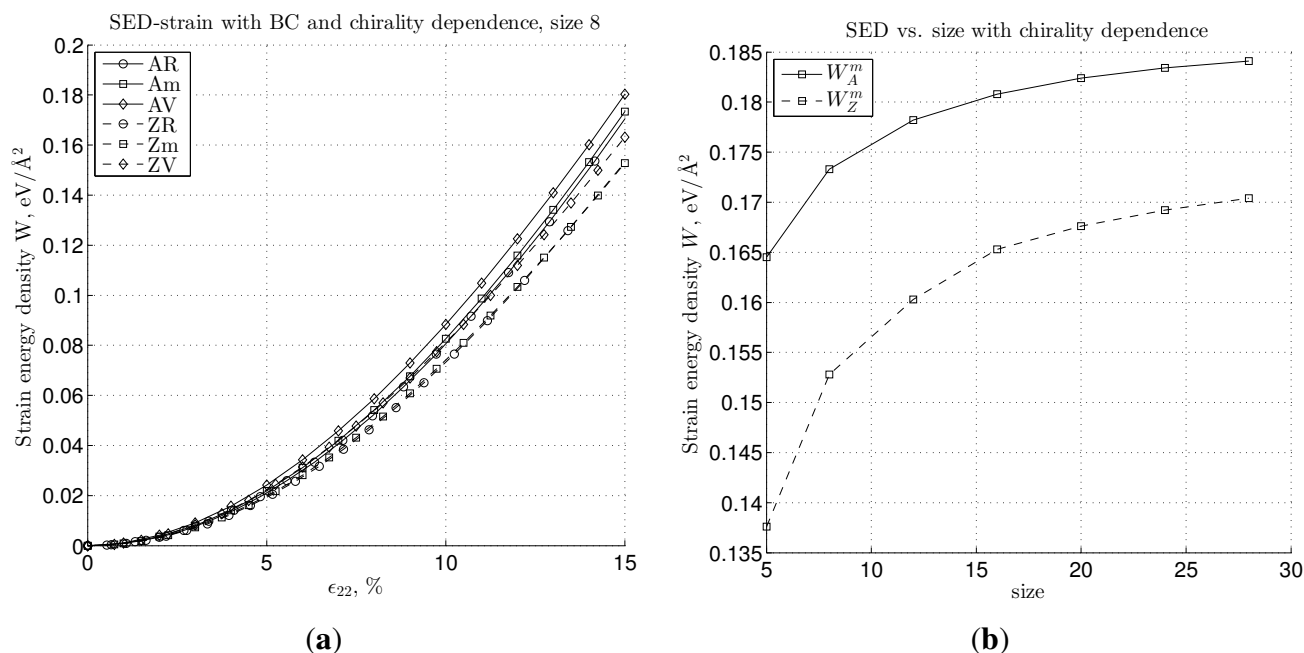 SED-strain with BC and chirality dependence, size 8
0.2
0.18
0.16
0.14
0.12
0.1
0.08
0.06
0.04
0.02
0
Strain energy density W, eV/Å²
AR
Am
AV
ZR
Zm
ZV
0
5
10
15
ϵ₂₂, %
(a)
SED vs. size with chirality dependence
0.185
0.18
0.175
0.17
0.165
0.16
0.155
0.15
0.145
0.14
0.135
Strain energy density W, eV/Å²
W_A^m
W_Z^m
5
10
15
20
25
30
size
(b)